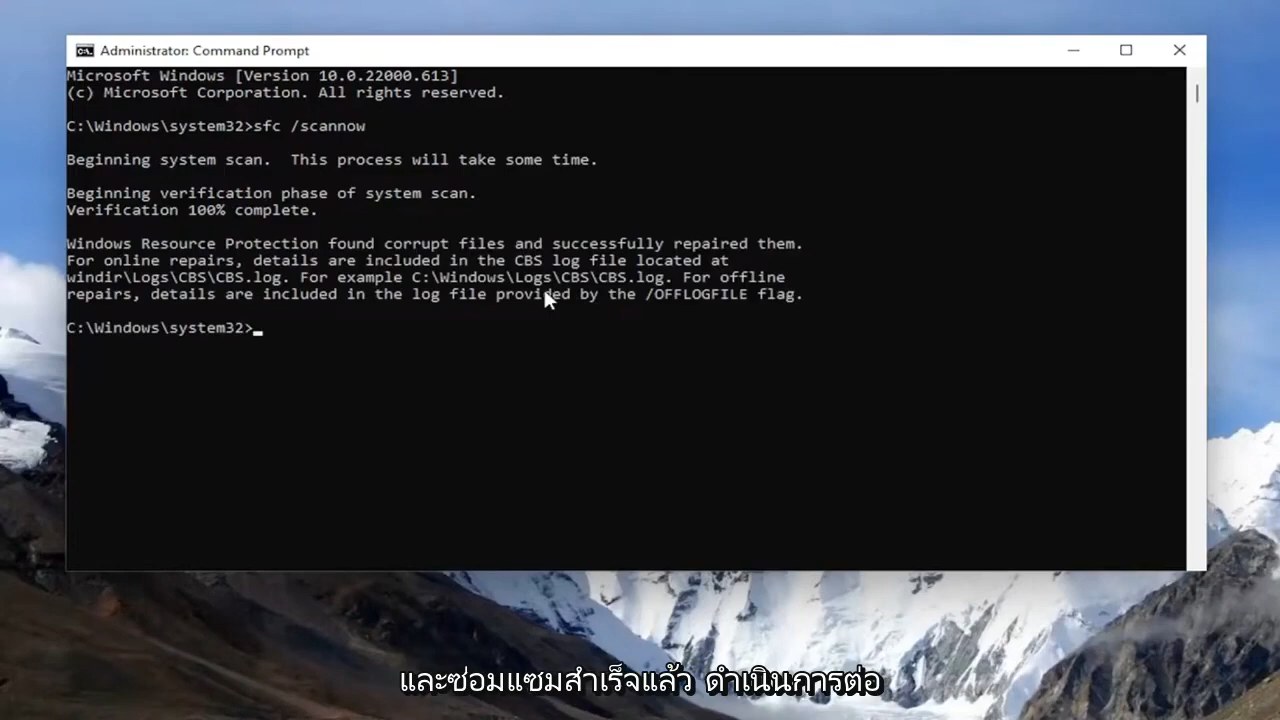 Administrator: Command Prompt
Microsoft Windows [Version 10.0.22000.613]
(c) Microsoft Corporation. All rights reserved.
C:\Windows\system32>sfc /scannow
Beginning system scan.  This process will take some time.
Beginning verification phase of system scan.
Verification 100% complete.
Windows Resource Protection found corrupt files and successfully repaired them.
For online repairs, details are included in the CBS log file located at
windir\Logs\CBS\CBS.log. For example C:\Windows\Logs\CBS\CBS.log. For offline
repairs, details are included in the log file provided by the /OFFLOGFILE flag.
C:\Windows\system32>
และซ่อมแซมสำเร็จแล้ว ดำเนินการต่อ